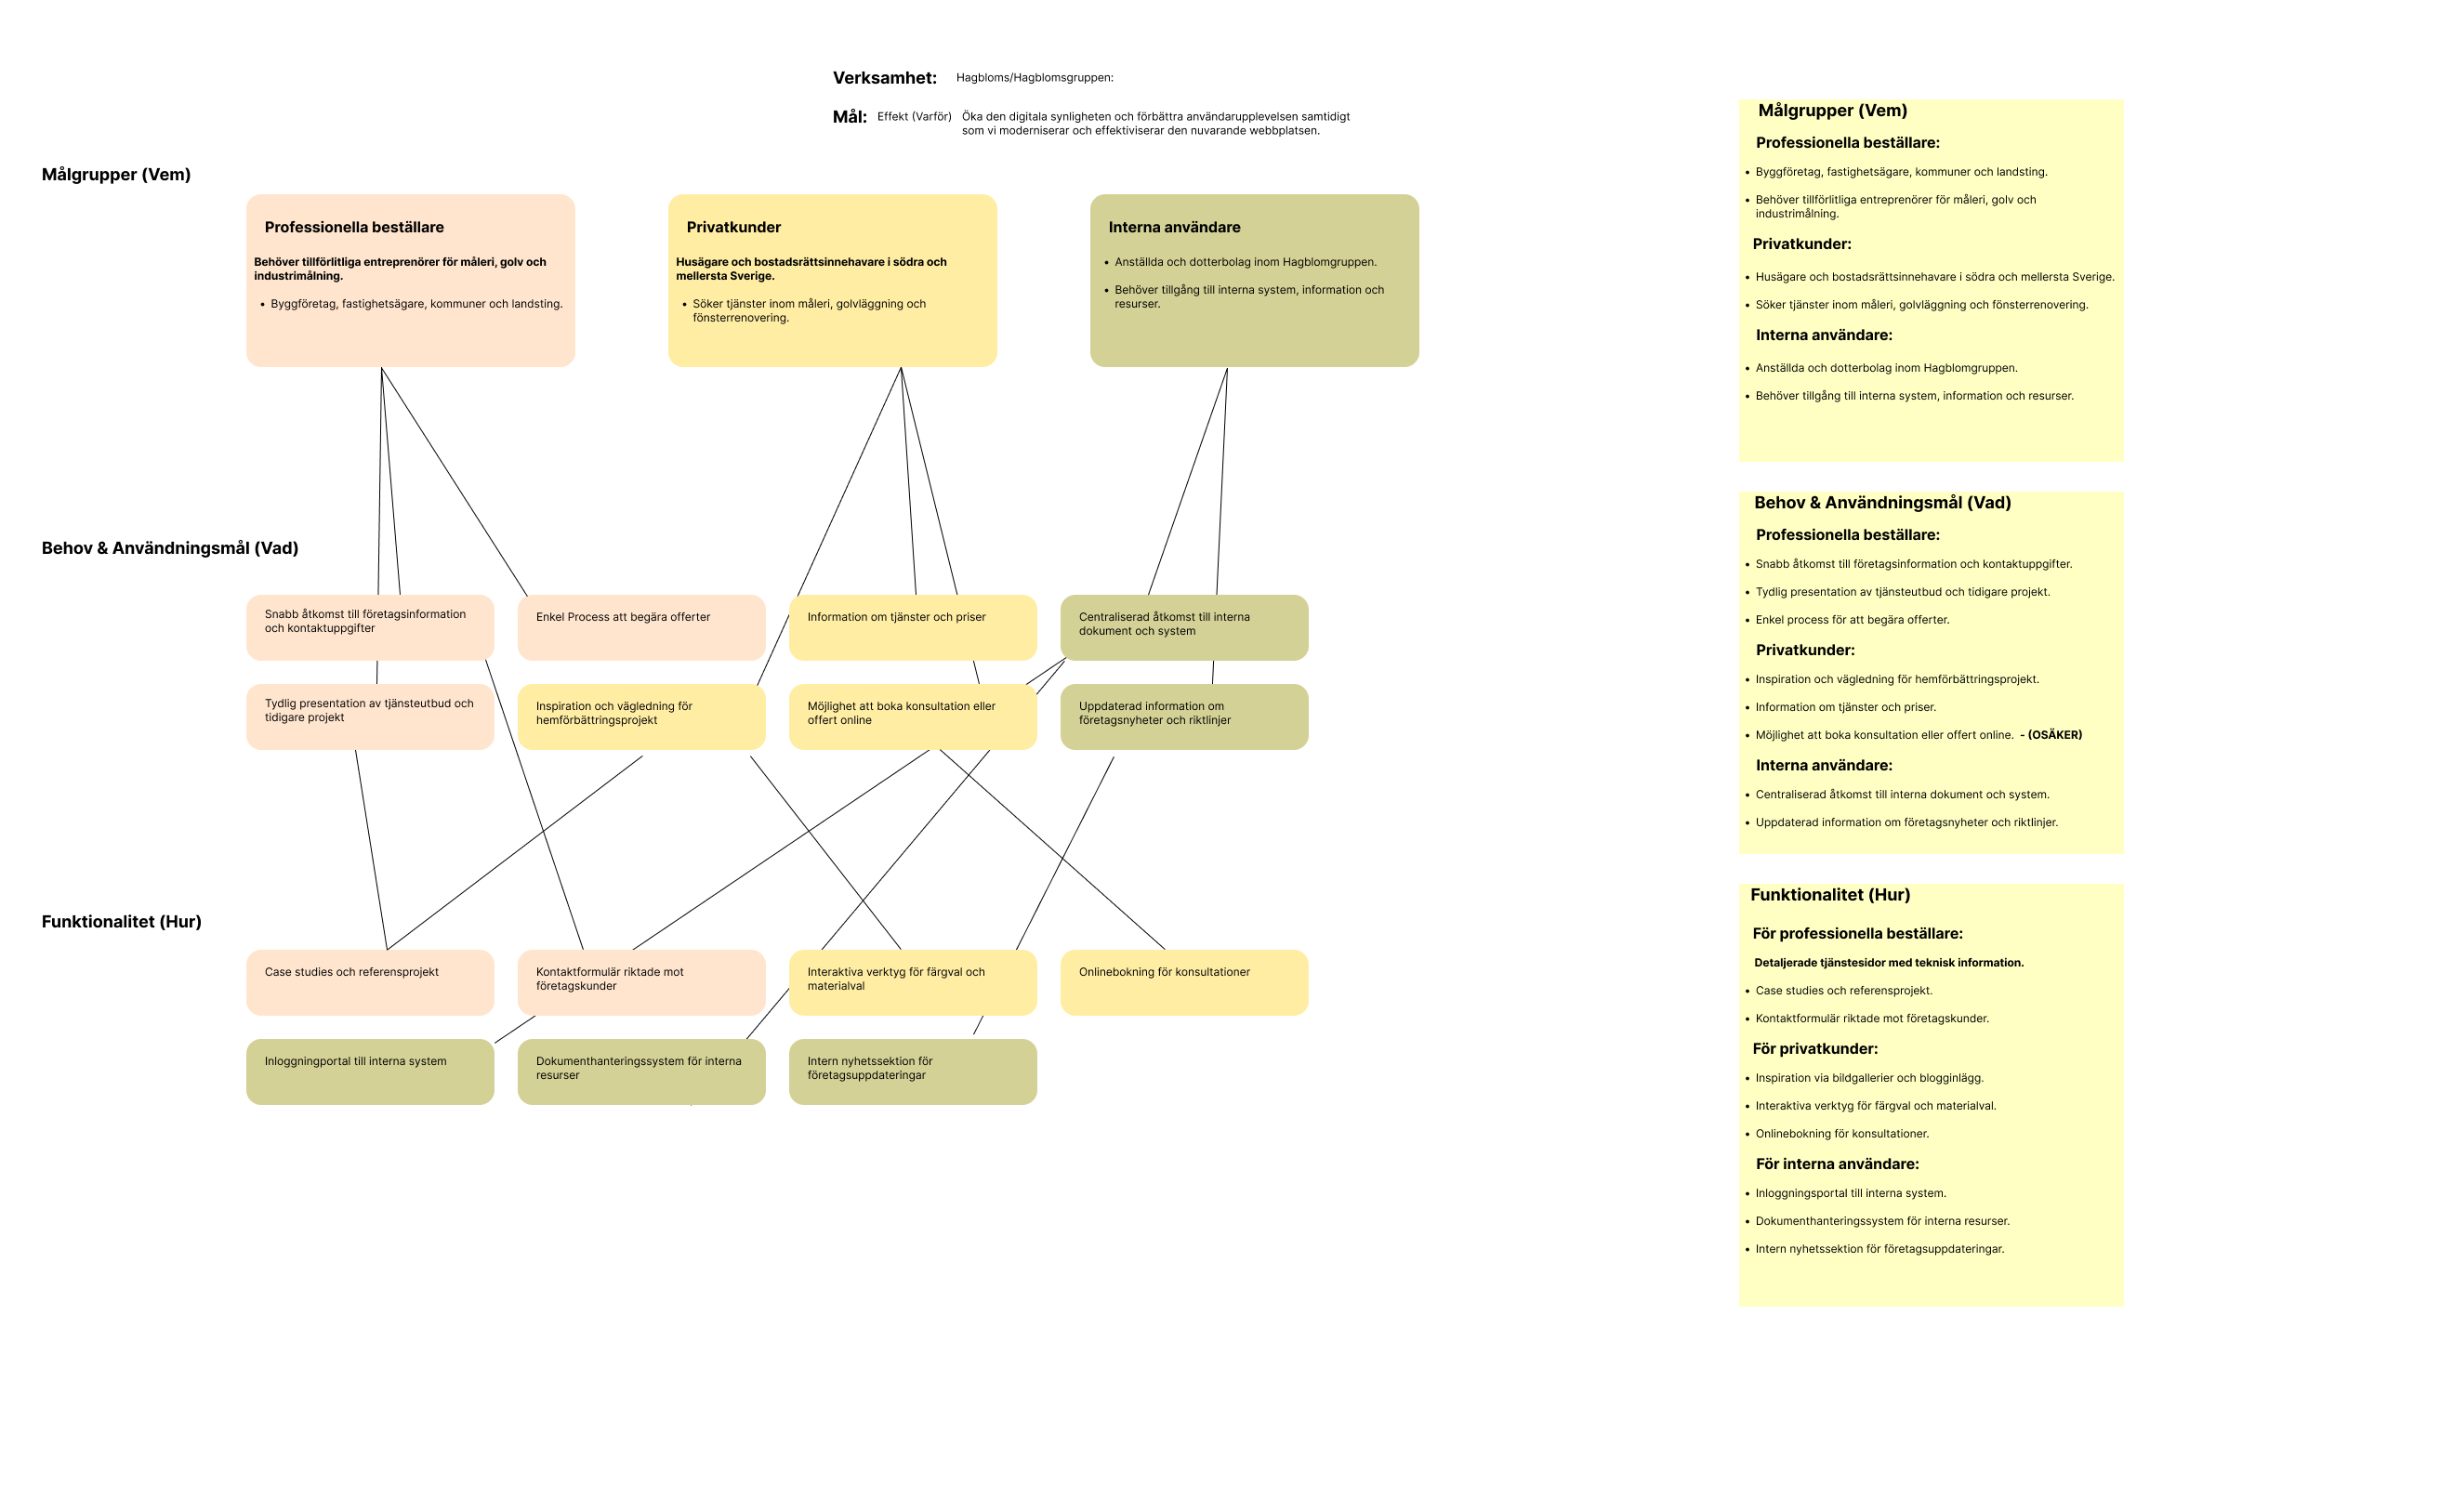 Verksamhet: Hagbloms/Hagblomsgruppen:
Mål: Effekt (Varför) Öka den digitala synligheten och förbättra användarupplevelsen samtidigt
som vi moderniserar och effektiviserar den nuvarande webbplatsen.
Målgrupper (Vem)
Professionella beställare
Behöver tillförlitliga entreprenörer för måleri, golv och
industrimålning.
• Byggföretag, fastighetsägare, kommuner och landsting.
Privatkunder
Husägare och bostadsrättsinnehavare i södra och
mellersta Sverige.
• Söker tjänster inom måleri, golvläggning och
fönsterrenovering.
Interna användare
• Anställda och dotterbolag inom Hagblomgruppen.
• Behöver tillgång till interna system, information och
resurser.
Behov & Användningsmål (Vad)
Snabb åtkomst till företagsinformation
och kontaktuppgifter
Enkel Process att begära offerter
Information om tjänster och priser
Centraliserad åtkomst till interna
dokument och system
Tydlig presentation av tjänsteutbud och
tidigare projekt
Inspiration och vägledning för
hemförbättringsprojekt
Möjlighet att boka konsultation eller
offert online
Uppdaterad information om
företagsnyheter och riktlinjer
Funktionalitet (Hur)
Case studies och referensprojekt
Kontaktformulär riktade mot
företagskunder
Interaktiva verktyg för färgval och
materialval
Onlinebokning för konsultationer
Inloggningportal till interna system
Dokumenthanteringssystem för interna
resurser
Intern nyhetssektion för
företagsuppdateringar
Målgrupper (Vem)
Professionella beställare:
• Byggföretag, fastighetsägare, kommuner och landsting.
• Behöver tillförlitliga entreprenörer för måleri, golv och
industrimålning.
Privatkunder:
• Husägare och bostadsrättsinnehavare i södra och mellersta Sverige.
• Söker tjänster inom måleri, golvläggning och fönsterrenovering.
Interna användare:
• Anställda och dotterbolag inom Hagblomgruppen.
• Behöver tillgång till interna system, information och resurser.
Behov & Användningsmål (Vad)
Professionella beställare:
• Snabb åtkomst till företagsinformation och kontaktuppgifter.
• Tydlig presentation av tjänsteutbud och tidigare projekt.
• Enkel process för att begära offerter.
Privatkunder:
• Inspiration och vägledning för hemförbättringsprojekt.
• Information om tjänster och priser.
• Möjlighet att boka konsultation eller offert online. - (OSÄKER)
Interna användare:
• Centraliserad åtkomst till interna dokument och system.
• Uppdaterad information om företagsnyheter och riktlinjer.
Funktionalitet (Hur)
För professionella beställare:
Detaljerade tjänstesidor med teknisk information.
• Case studies och referensprojekt.
• Kontaktformulär riktade mot företagskunder.
För privatkunder:
• Inspiration via bildgallerier och blogginlägg.
• Interaktiva verktyg för färgval och materialval.
• Onlinebokning för konsultationer.
För interna användare:
• Inloggningsportal till interna system.
• Dokumenthanteringssystem för interna resurser.
• Intern nyhetssektion för företagsuppdateringar.